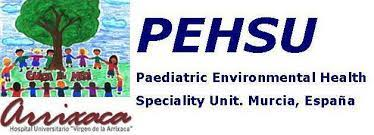 PEHSU
Paediatric Environmental Health
Speciality Unit. Murcia, España
Arrixaca
Hospital Universitario "Virgen de la Arrixaca"